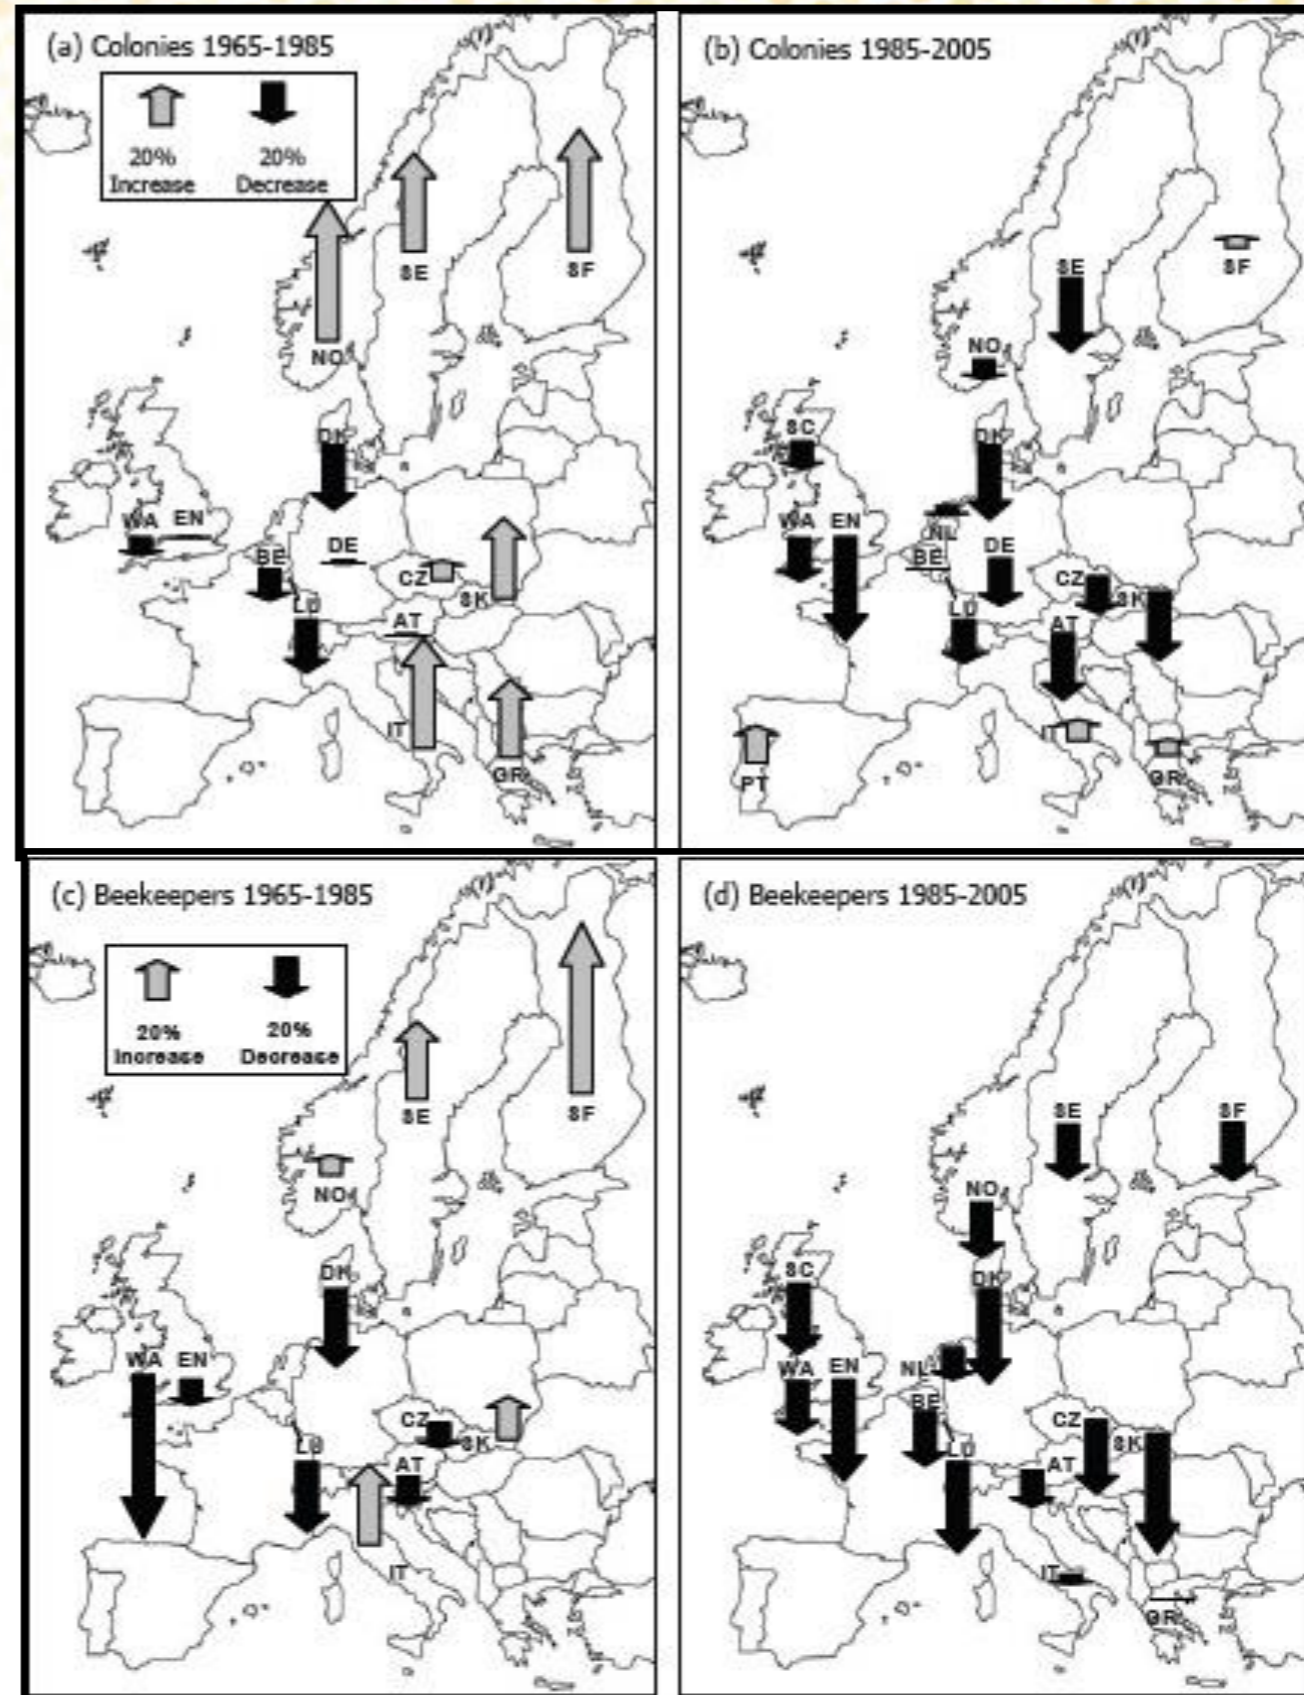 (a) Colonies 1965-1985
20% Increase
20% Decrease
SE
SF
NO
DK
WA
EN
BE
DE
CZ
SK
LU
AT
IT
GR
(b) Colonies 1985-2005
SF
SE
NO
SC
DK
WA
EN
NL
BE
DE
CZ
SK
LU
AT
IT
PT
GR
(c) Beekeepers 1965-1985
20% Increase
20% Decrease
SE
SF
NO
DK
WA
EN
CZ
SK
LU
AT
IT
(d) Beekeepers 1985-2005
SE
SF
NO
SC
DK
WA
EN
NL
BE
CZ
SK
LU
AT
IT
GR